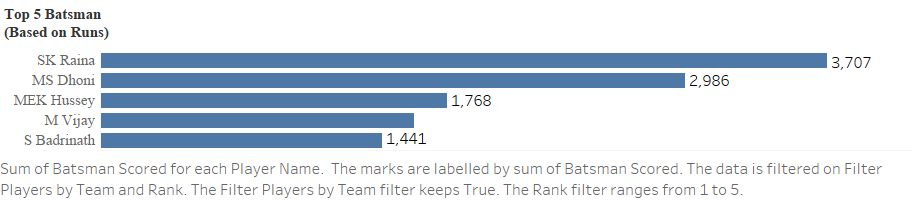 Top 5 Batsman
(Based on Runs)
SK Raina 3,707
MS Dhoni 2,986
MEK Hussey 1,768
M Vijay
S Badrinath 1,441
Sum of Batsman Scored for each Player Name.  The marks are labelled by sum of Batsman Scored. The data is filtered on Filter
Players by Team and Rank. The Filter Players by Team filter keeps True. The Rank filter ranges from 1 to 5.